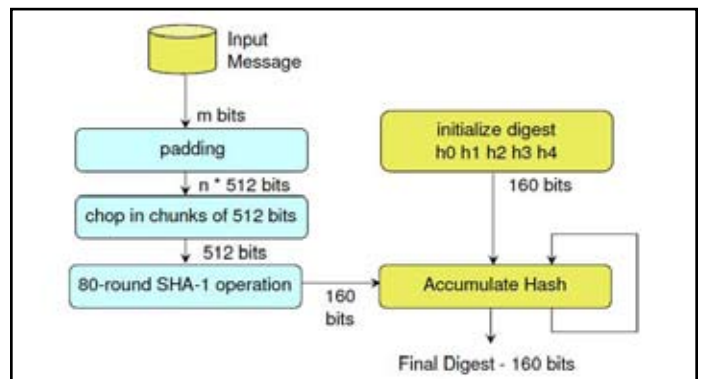 Input
Message
m bits
padding
n * 512 bits
chop in chunks of 512 bits
512 bits
80-round SHA-1 operation
160
bits
initialize digest
h0 h1 h2 h3 h4
160 bits
Accumulate Hash
Final Digest - 160 bits